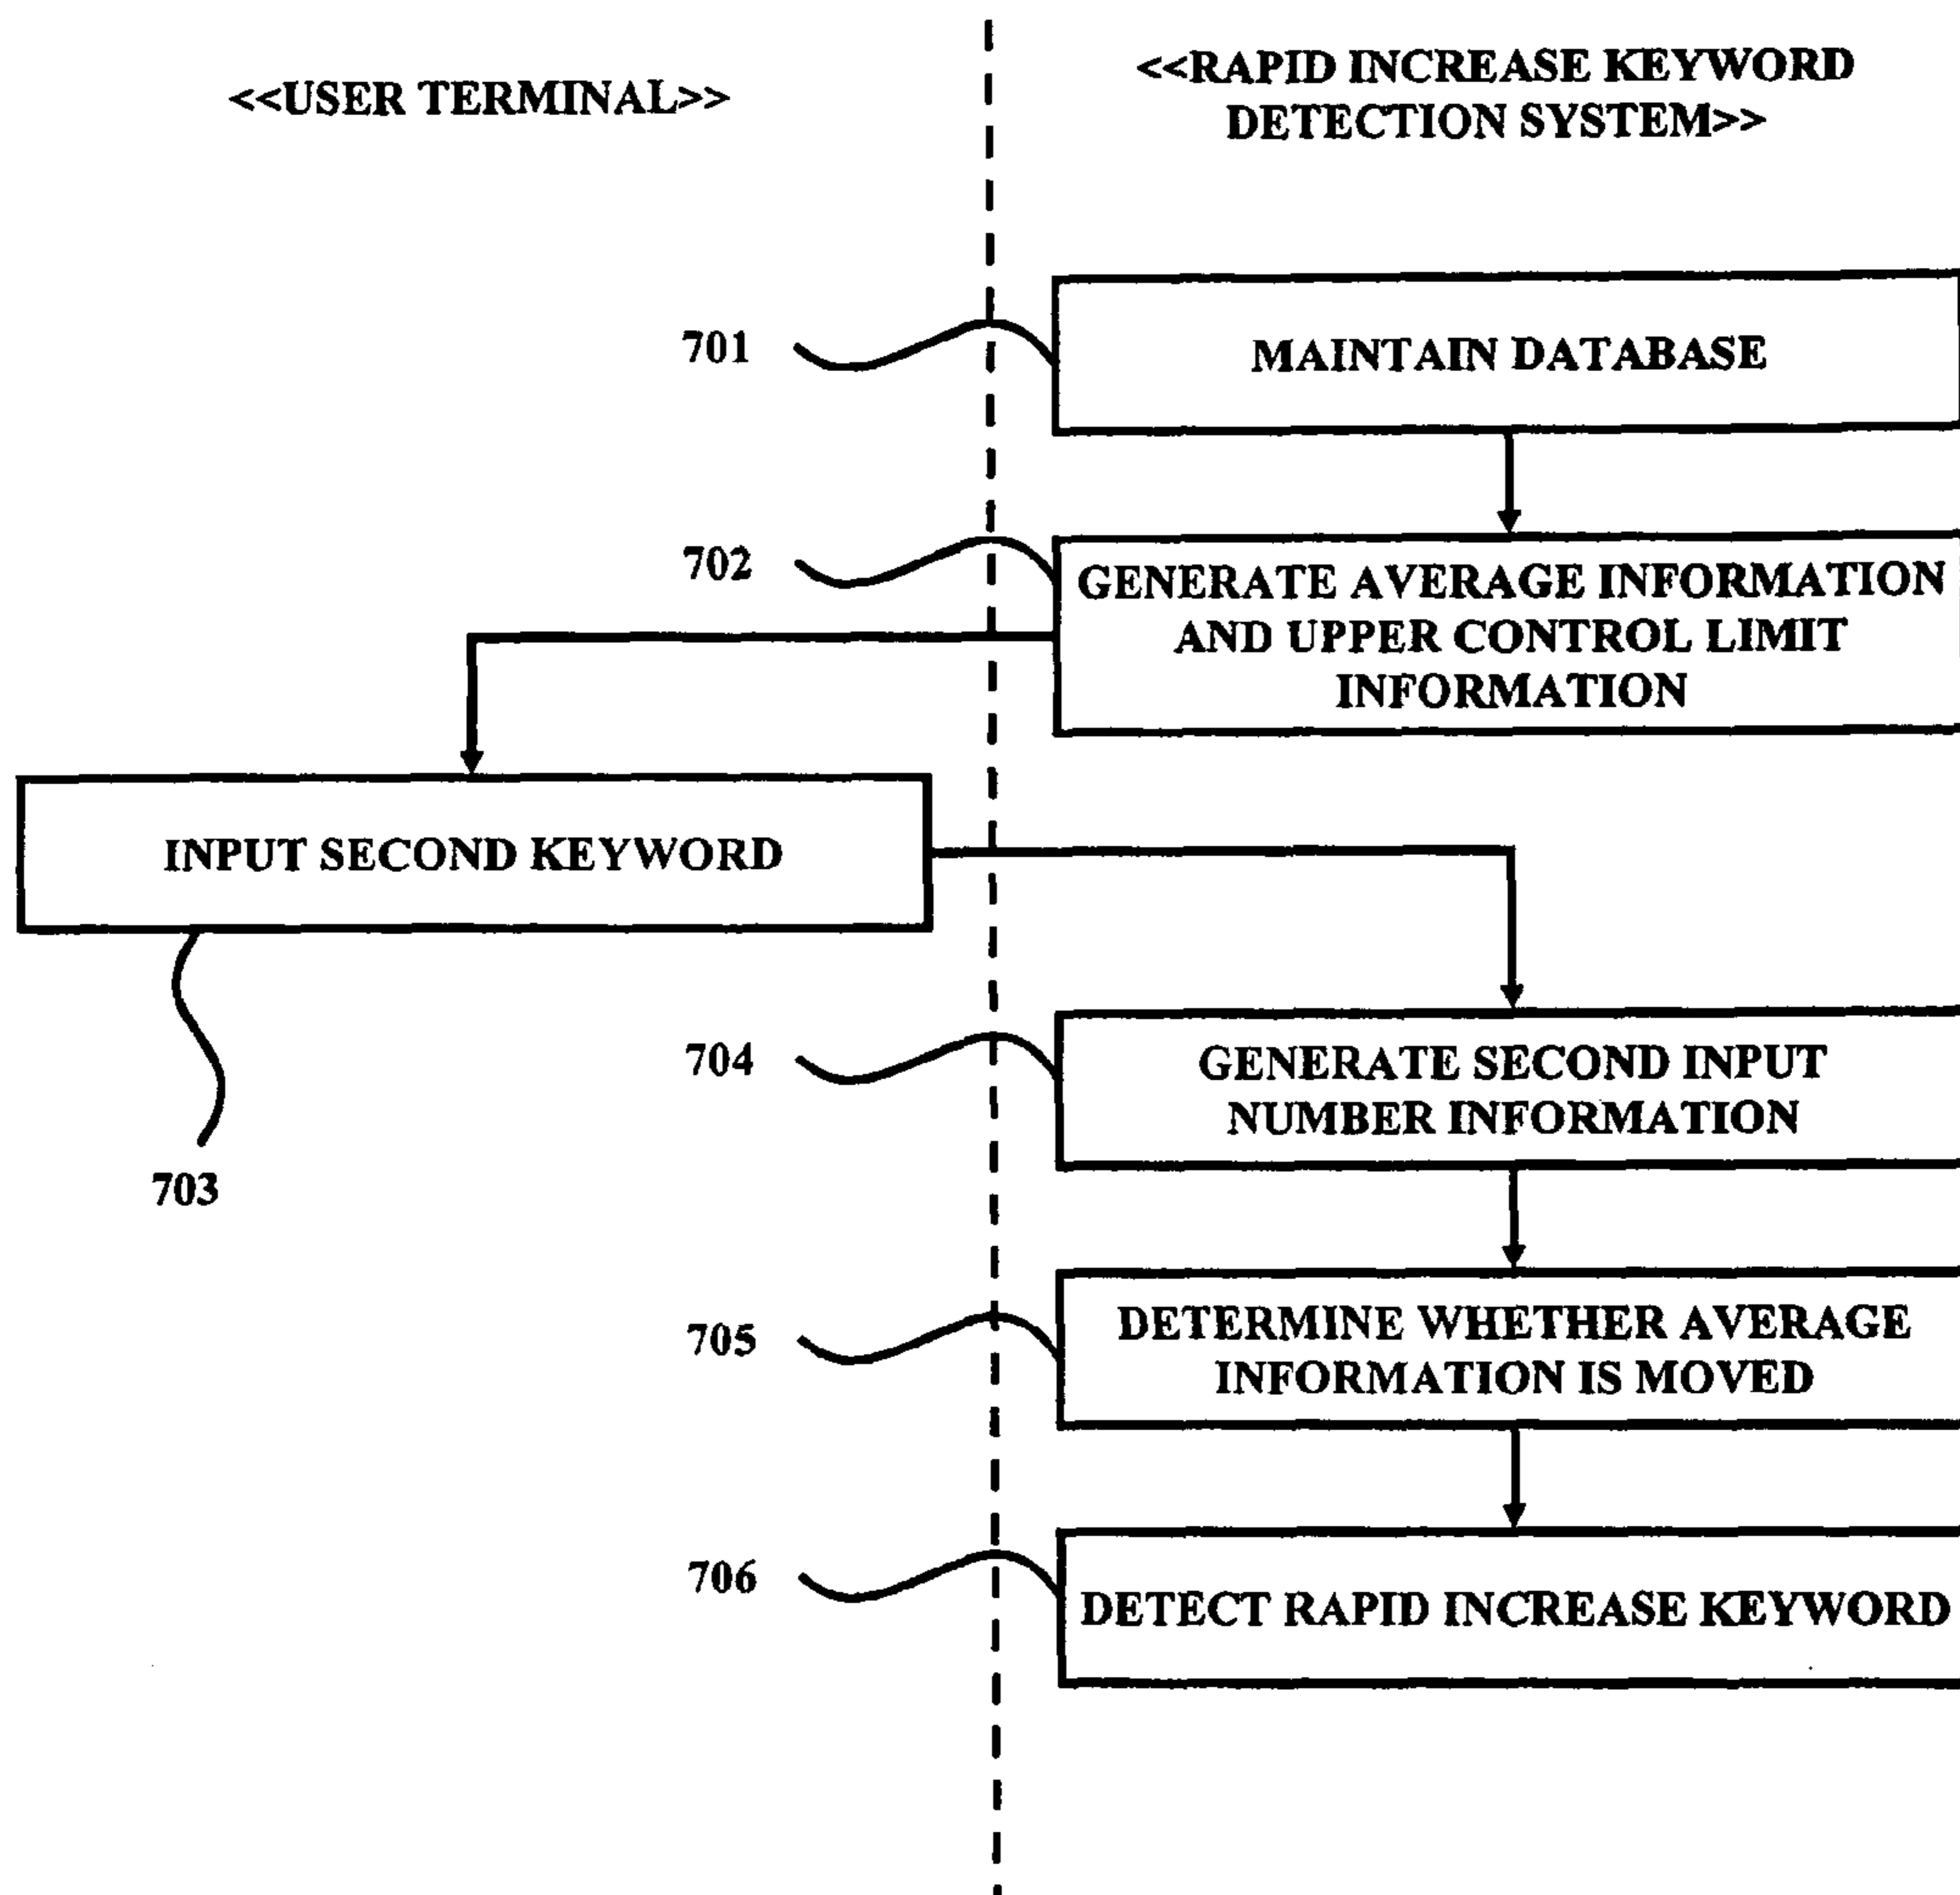 <<USER TERMINAL>>
<<RAPID INCREASE KEYWORD
DETECTION SYSTEM>>
701
MAINTAIN DATABASE
702
GENERATE AVERAGE INFORMATION
AND UPPER CONTROL LIMIT
INFORMATION
INPUT SECOND KEYWORD
703
704
GENERATE SECOND INPUT
NUMBER INFORMATION
705
DETERMINE WHETHER AVERAGE
INFORMATION IS MOVED
706
DETECT RAPID INCREASE KEYWORD